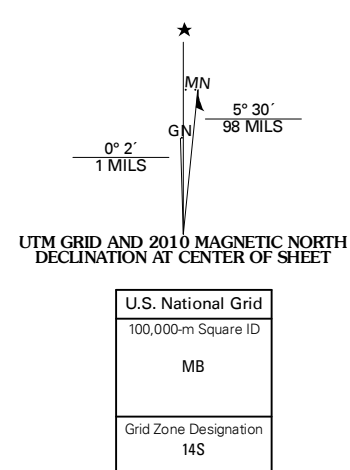 MN
5° 30´
98 MILS
GN
0° 2´
1 MILS
UTM GRID AND 2010 MAGNETIC NORTH
DECLINATION AT CENTER OF SHEET
U.S. National Grid
100,000-m Square ID
MB
Grid Zone Designation
14S